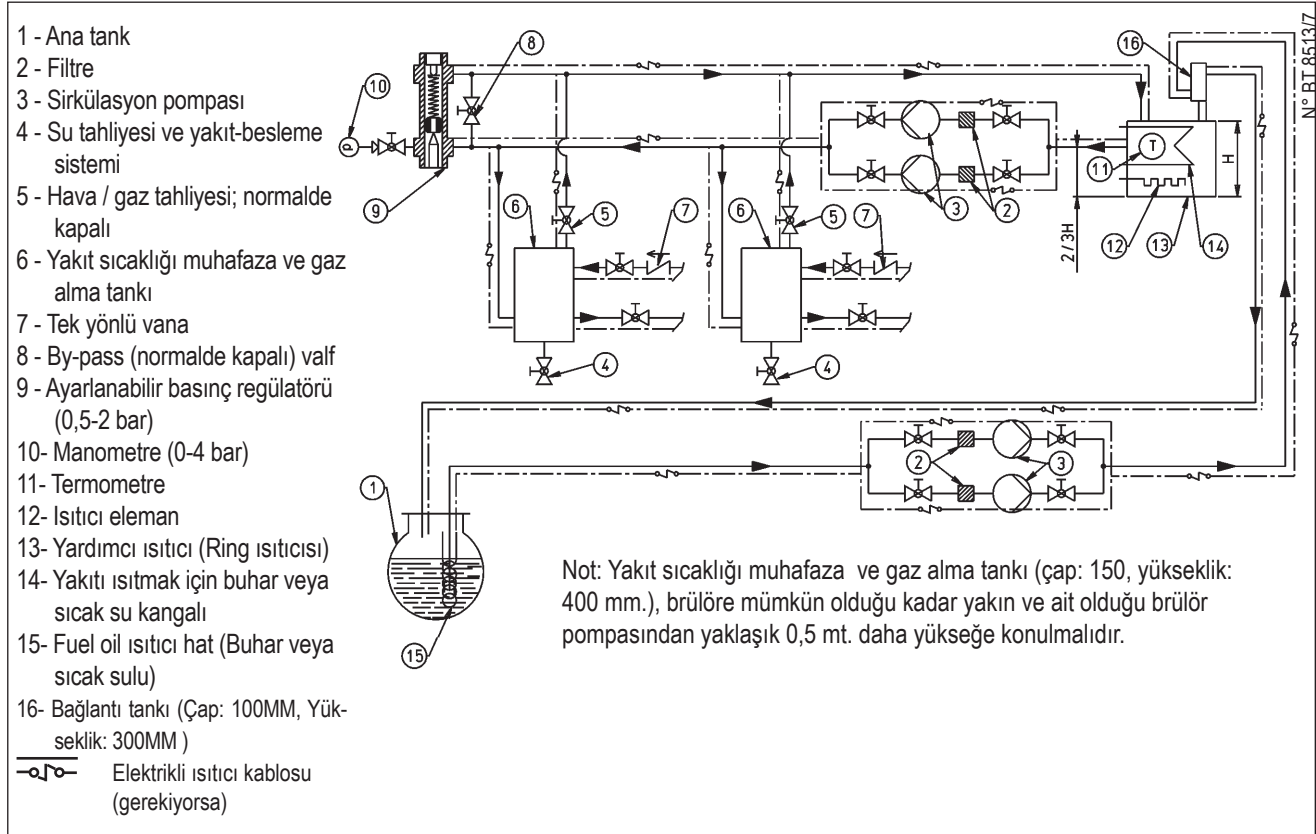 1 - Ana tank
2 - Filtre
3 - Sirkülasyon pompası
4 - Su tahliyesi ve yakıt-besleme
sistemi
5 - Hava / gaz tahliyesi; normalde
kapalı
6 - Yakıt sıcaklığı muhafaza ve gaz
alma tankı
7 - Tek yönlü vana
8 - By-pass (normalde kapalı) valf
9 - Ayarlanabilir basınç regülatörü
(0,5-2 bar)
10- Manometre (0-4 bar)
11- Termometre
12- Isıtıcı eleman
13- Yardımcı ısıtıcı (Ring ısıtıcısı)
14- Yakıtı ısıtmak için buhar veya
sıcak su kangalı
15- Fuel oil ısıtıcı hat (Buhar veya
sıcak sulu)
16- Bağlantı tankı (Çap: 100MM, Yük-
seklik: 300MM )
Elektrikli ısıtıcı kablosu
(gerekiyorsa)
8
16
N° BT 8513/7
10
P
T
11
H
9
6
5
7
6
5
7
3
2
12
13
14
2 / 3H
4
4
2
3
1
15
Not: Yakıt sıcaklığı muhafaza ve gaz alma tankı (çap: 150, yükseklik:
400 mm.), brülöre mümkün olduğu kadar yakın ve ait olduğu brülör
pompasından yaklaşık 0,5 mt. daha yükseğe konulmalıdır.